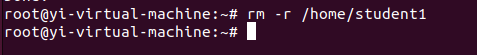 root@yi-virtual-machine:~# rm -r /home/student1
root@yi-virtual-machine:~#